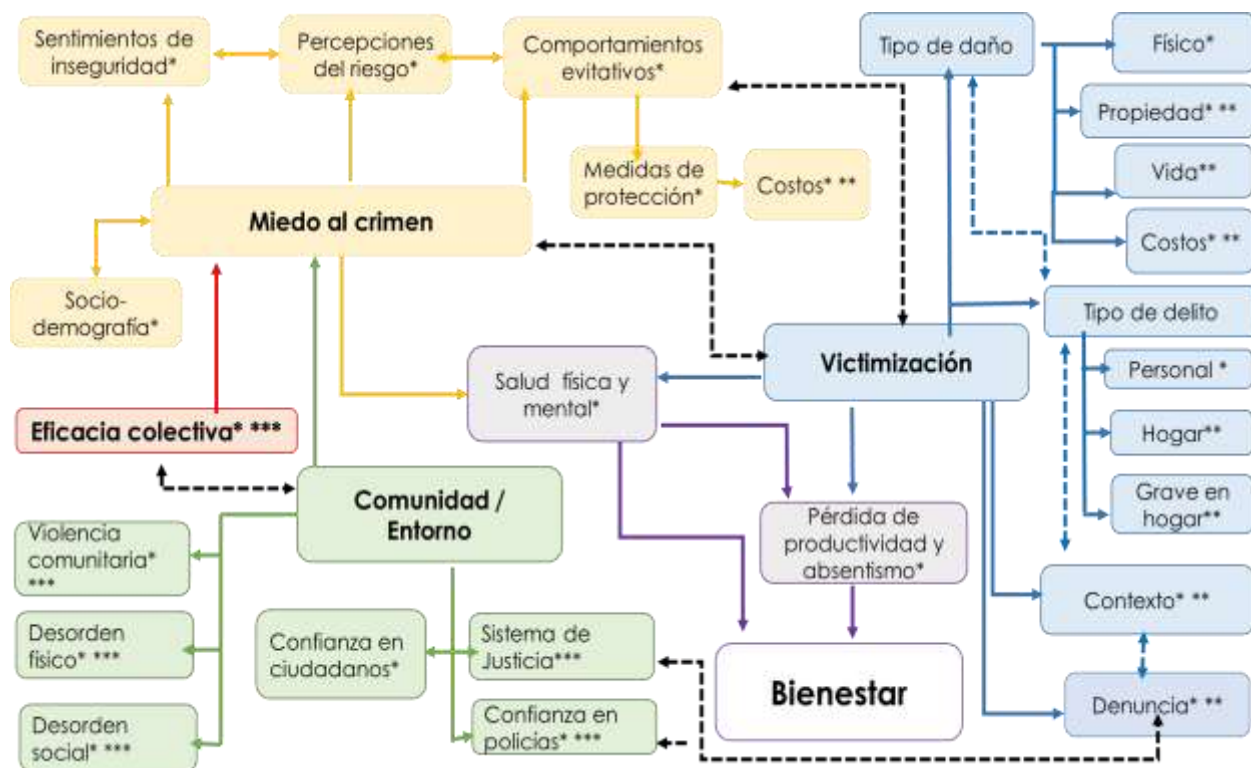 Sentimientos de
inseguridad*
Percepciones
del riesgo*
Comportamientos
evitativos*
Tipo de daño
Físico*
Propiedad* **
Vida**
Costos* **
Medidas de
protección*
Costos* **
Miedo al crimen
Socio-
demografía*
Tipo de delito
Personal *
Hogar**
Grave en
hogar**
Victimización
Salud física y
mental*
Eficacia colectiva* ***
Comunidad /
Entorno
Violencia
comunitaria*
***
Desorden
físico* ***
Desorden
social* ***
Confianza en
ciudadanos*
Sistema de
Justicia***
Confianza en
policías* ***
Pérdida de
productividad y
absentismo*
Bienestar
Contexto* **
Denuncia* **